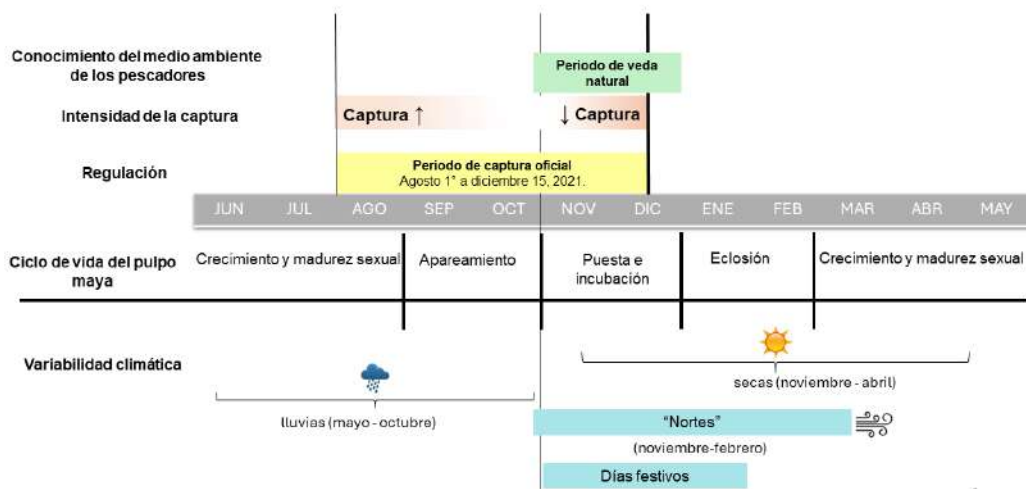 Conocimiento del medio ambiente
de los pescadores
Periodo de veda
natural
Intensidad de la captura
Captura ↑
↓ Captura
Regulación
Periodo de captura oficial
Agosto 1° a diciembre 15, 2021.
JUN JUL AGO SEP OCT NOV DIC ENE FEB MAR ABR MAY
Ciclo de vida del pulpo
maya
Crecimiento y madurez sexual
Apareamiento
Puesta e
incubación
Eclosión
Crecimiento y madurez sexual
Variabilidad climática
secas (noviembre - abril)
lluvias (mayo - octubre)
"Nortes"
(noviembre-febrero)
Días festivos